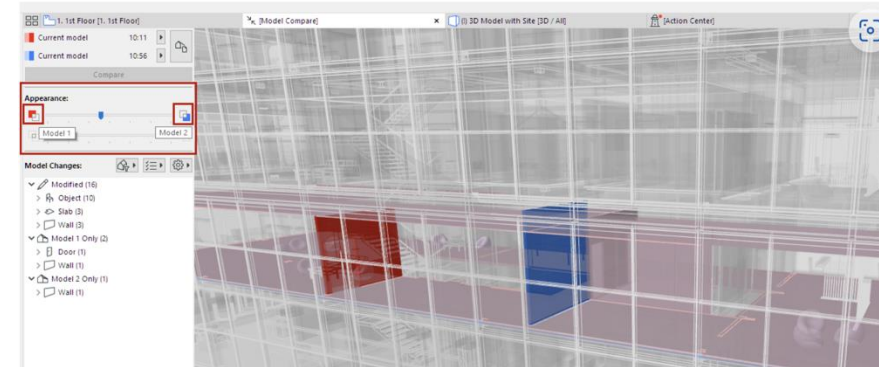 1. 1st Floor [1. 1st Floor]
[Model Compare]
(!) 3D Model with Site [3D / All]
[Action Center]
Current model 10:11
Current model 10:56
Compare
Appearance:
Model 1 Model 2
Model Changes:
Modified (16)
Object (10)
Slab (3)
Wall (3)
Model 1 Only (2)
Door (1)
Wall (1)
Model 2 Only (1)
Wall (1)